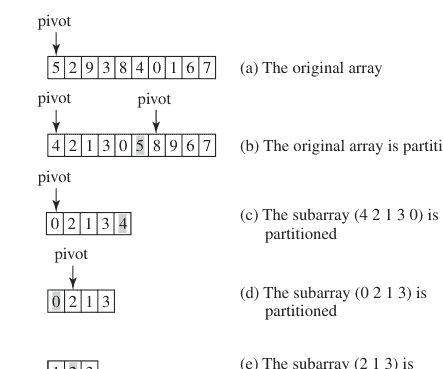 pivot
5 2 9 3 8 4 0 1 6 7 (a) The original array
pivot pivot
4 2 1 3 0 5 8 9 6 7 (b) The original array is partiti
pivot
0 2 1 3 4 (c) The subarray (4 2 1 3 0) is
partitioned
pivot
0 2 1 3 (d) The subarray (0 2 1 3) is
partitioned
(e) The subarray (2 1 3) is